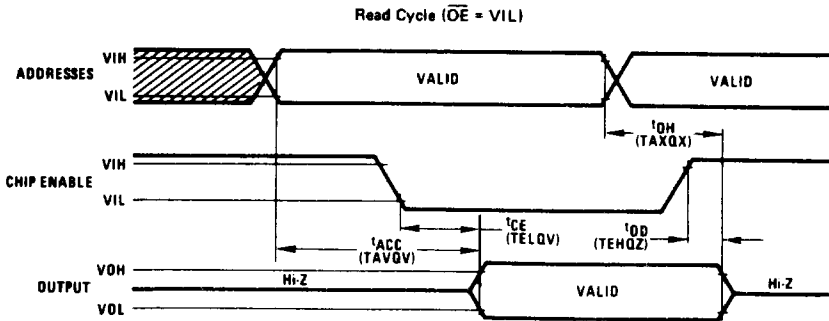 Read Cycle (OE = VIL)
VIH
ADDRESSES
VIL
VALID
VALID
tOH
(TAXQX)
VIH
CHIP ENABLE
VIL
tCE
(TELQV)
tOD
(TEHQZ)
tACC
(TAVQV)
VOH
OUTPUT
VOL
Hi-Z
VALID
Hi-Z